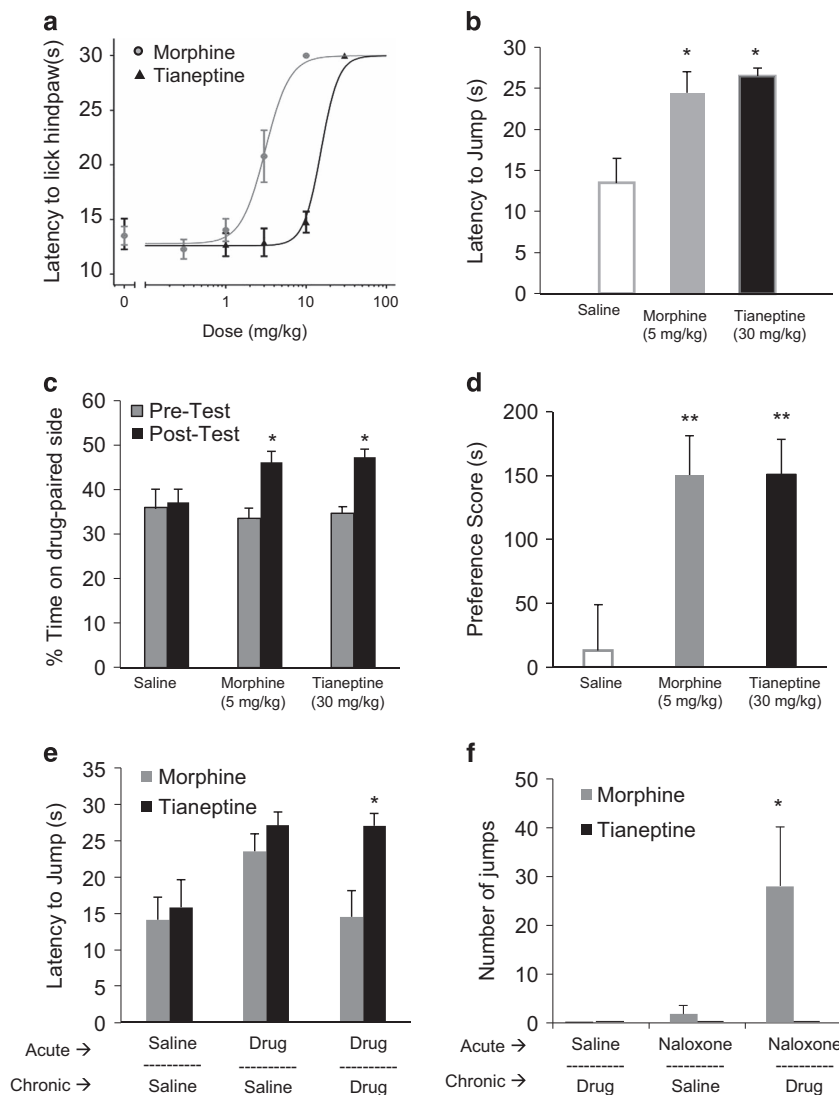 a
Latency to lick hindpaw(s)
30
25
20
15
10
Morphine
Tianeptine
0
1
10
100
Dose (mg/kg)
b
Latency to Jump (s)
30
25
20
15
10
5
0
*
*
Saline
Morphine
(5 mg/kg)
Tianeptine
(30 mg/kg)
c
% Time on drug-paired side
60
50
40
30
20
10
0
Pre-Test
Post-Test
*
*
Saline
Morphine
(5 mg/kg)
Tianeptine
(30 mg/kg)
d
Preference Score (s)
200
150
100
50
0
**
**
Saline
Morphine
(5 mg/kg)
Tianeptine
(30 mg/kg)
e
Latency to Jump (s)
35
30
25
20
15
10
5
0
Morphine
Tianeptine
*
Acute → Saline Drug Drug
---------- ---------- ----------
Chronic → Saline Saline Drug
f
Number of jumps
50
40
30
20
10
0
Morphine
Tianeptine
*
Acute → Saline Naloxone Naloxone
---------- ---------- ----------
Chronic → Drug Saline Drug